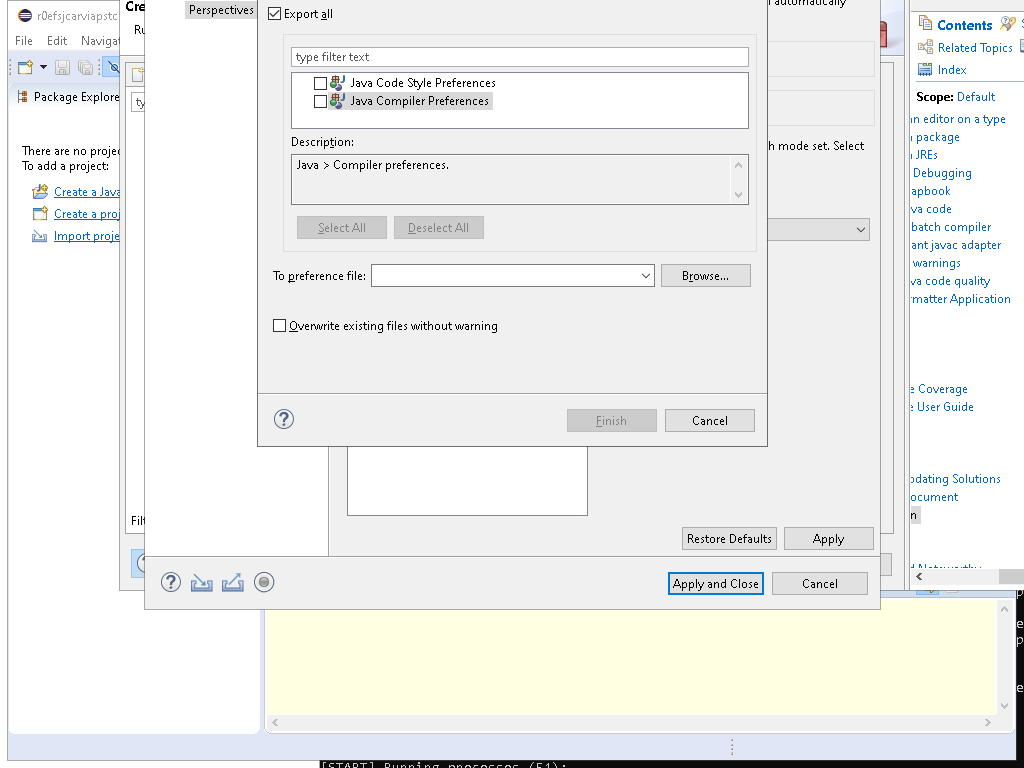 r0efsjcarviapstc
File Edit Naviga
Package Explore
There are no projec
To add a project:
Create a Java
Create a proj
Import proje
Cre
Ru
ty
Filt
Perspectives
Export all
type filter text
Java Code Style Preferences
Java Compiler Preferences
Description:
Java > Compiler preferences.
Select All Deselect All
To preference file: Browse...
Overwrite existing files without warning
Finish Cancel
automatically
h mode set. Select
Restore Defaults Apply
Apply and Close Cancel
Contents
Related Topics
Index
Scope: Default
n editor on a type
package
JREs
Debugging
apbook
va code
batch compiler
ant javac adapter
warnings
va code quality
rmatter Application
e Coverage
e User Guide
pdating Solutions
ocument
n
d Noteworthy
[START] Running processes (51):